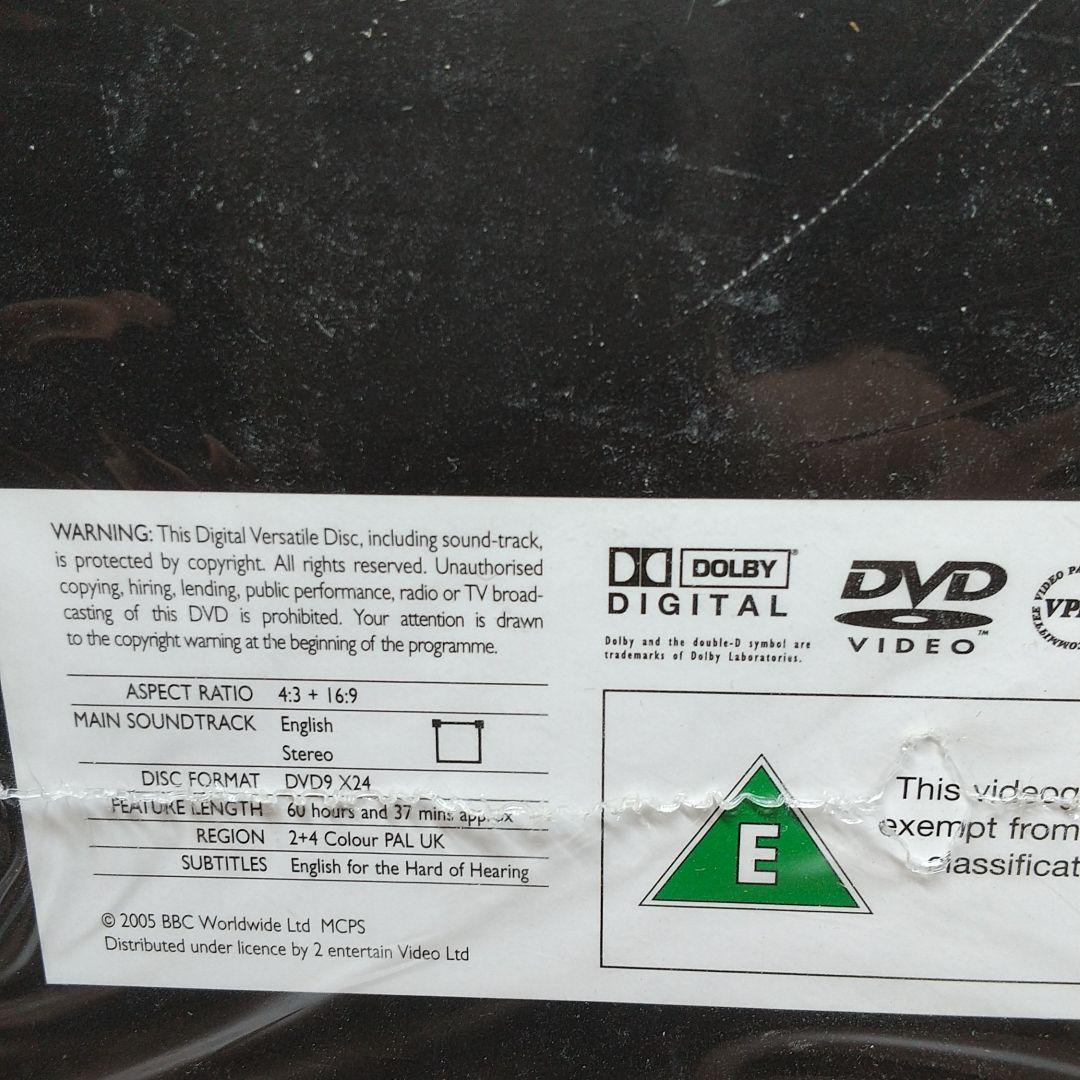 WARNING: This Digital Versatile Disc, including sound-track,
is protected by copyright. All rights reserved. Unauthorised
copying, hiring, lending, public performance, radio or TV broad-
casting of this DVD is prohibited. Your attention is drawn
to the copyright warning at the beginning of the programme.
ASPECT RATIO 4:3 + 16:9
MAIN SOUNDTRACK English
Stereo
DISC FORMAT DVD9 X24
FEATURE LENGTH 60 hours and 37 mins approx
REGION 2+4 Colour PAL UK
SUBTITLES English for the Hard of Hearing
© 2005 BBC Worldwide Ltd MCPS
Distributed under licence by 2 entertain Video Ltd
DOLBY
DIGITAL
Dolby and the double-D symbol are
trademarks of Dolby Laboratories.
DVD
VIDEO™
VIDEO
E
This
exempt from